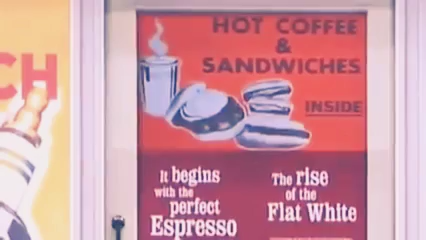 CH
HOT COFFEE
&
SANDWICHES
INSIDE
It begins
with the
perfect
Espresso
The rise
of the
Flat White